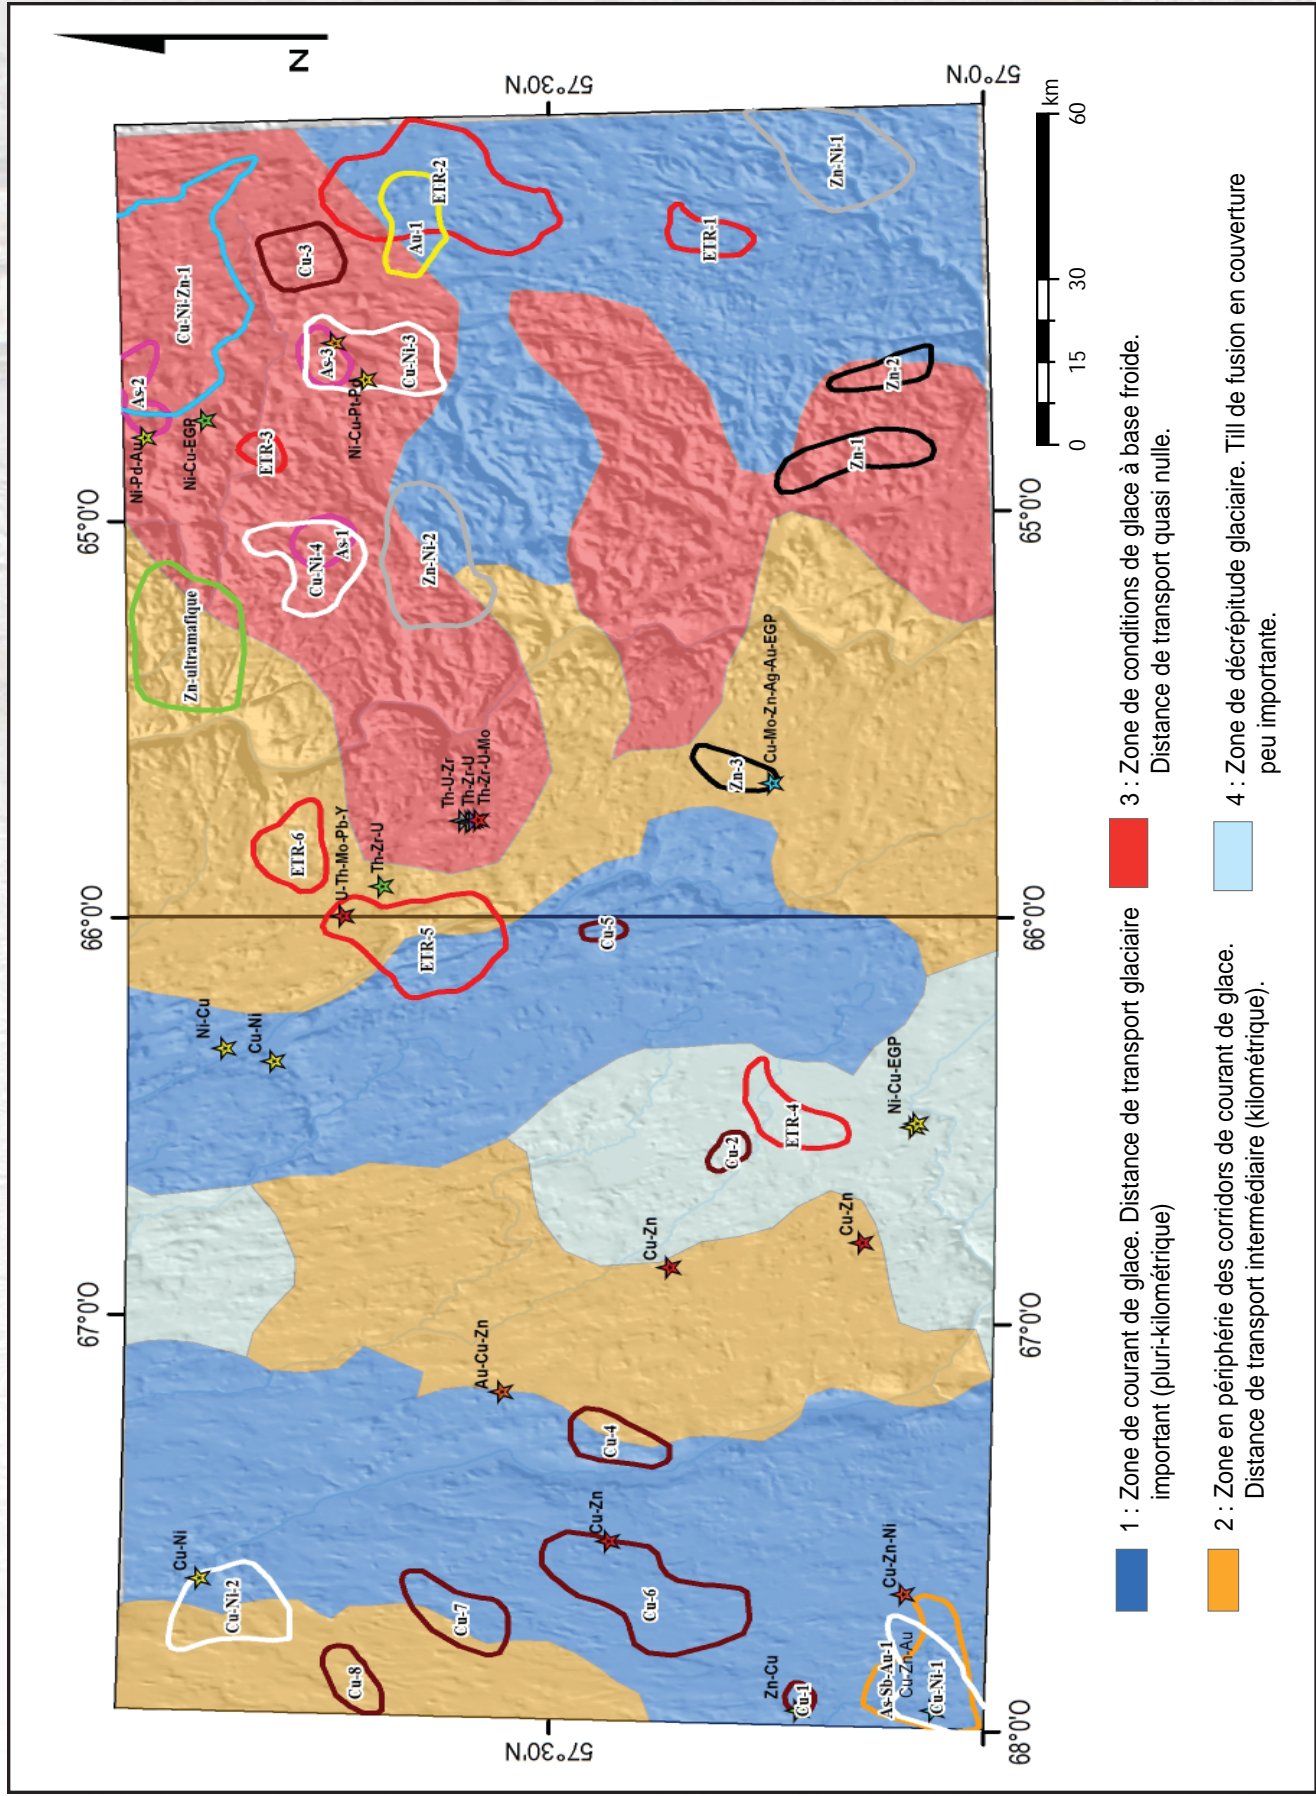 N
65°0'O
66°0'O
67°0'O
57°30'N
57°0'N
Cu-Ni-Zn-1
As-2
Ni-Pd-Au
Ni-Cu-EGP
Cu-3
As-3
Cu-Ni-3
Ni-Cu-Pt-Pd
ETR-3
Au-1
ETR-2
ETR-1
Zn-Ni-1
Zn-2
Zn-1
Cu-Ni-4
As-1
Zn-Ni-2
Zn-ultramafique
Th-U-Zr
Th-Zr-U
Th-Zr-U-Mo
Cu-Mo-Zn-Ag-Au-EGP
Zn-3
ETR-6
U-Th-Mo-Pb-Y
Th-Zr-U
ETR-5
Cu-5
Ni-Cu
Cu-Ni
Ni-Cu-EGP
ETR-4
Cu-2
Cu-Zn
Cu-Zn
Au-Cu-Zn
Cu-4
Cu-Zn
Cu-Ni
Cu-Ni-2
Cu-7
Cu-6
Cu-8
Cu-Zn-Ni
Zn-Cu
Cu-1
As-Sb-Au-1
Cu-Zn-Au
Cu-Ni-1
57°30'N
68°0'O
67°0'O
66°0'O
65°0'O
0 15 30 60
km
1 : Zone de courant de glace. Distance de transport glaciaire
important (pluri-kilométrique)
2 : Zone en périphérie des corridors de courant de glace.
Distance de transport intermédiaire (kilométrique).
3 : Zone de conditions de glace à base froide.
Distance de transport quasi nulle.
4 : Zone de décrépitude glaciaire. Till de fusion en couverture
peu importante.